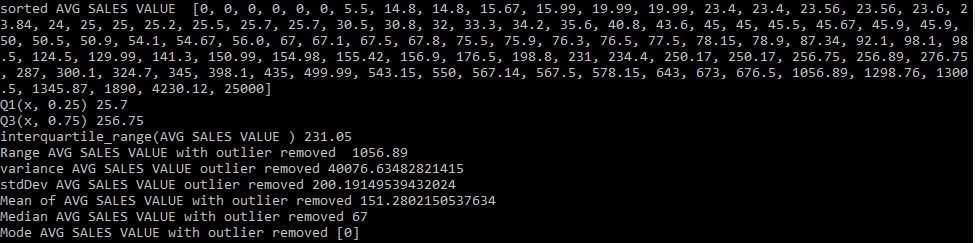 sorted AVG SALES VALUE  [0, 0, 0, 0, 0, 0, 5.5, 14.8, 14.8, 15.67, 15.99, 19.99, 19.99, 23.4, 23.4, 23.56, 23.56, 23.6, 2
3.84, 24, 25, 25, 25.2, 25.5, 25.7, 25.7, 30.5, 30.8, 32, 33.3, 34.2, 35.6, 40.8, 43.6, 45, 45, 45.5, 45.67, 45.9, 45.9,
50, 50.5, 50.9, 54.1, 54.67, 56.0, 67, 67.1, 67.5, 67.8, 75.5, 75.9, 76.3, 76.5, 77.5, 78.15, 78.9, 87.34, 92.1, 98.1, 98
.5, 124.5, 129.99, 141.3, 150.99, 154.98, 155.42, 156.9, 176.5, 198.8, 231, 234.4, 250.17, 250.17, 256.75, 256.89, 276.75
, 287, 300.1, 324.7, 345, 398.1, 435, 499.99, 543.15, 550, 567.14, 567.5, 578.15, 643, 673, 676.5, 1056.89, 1298.76, 1300
.5, 1345.87, 1890, 4230.12, 25000]
Q1(x, 0.25) 25.7
Q3(x, 0.75) 256.75
interquartile_range(AVG SALES VALUE ) 231.05
Range AVG SALES VALUE with outlier removed  1056.89
variance AVG SALES VALUE outlier removed 40076.63482821415
stdDev AVG SALES VALUE outlier removed 200.19149539432024
Mean of AVG SALES VALUE with outlier removed 151.2802150537634
Median AVG SALES VALUE with outlier removed 67
Mode AVG SALES VALUE with outlier removed [0]